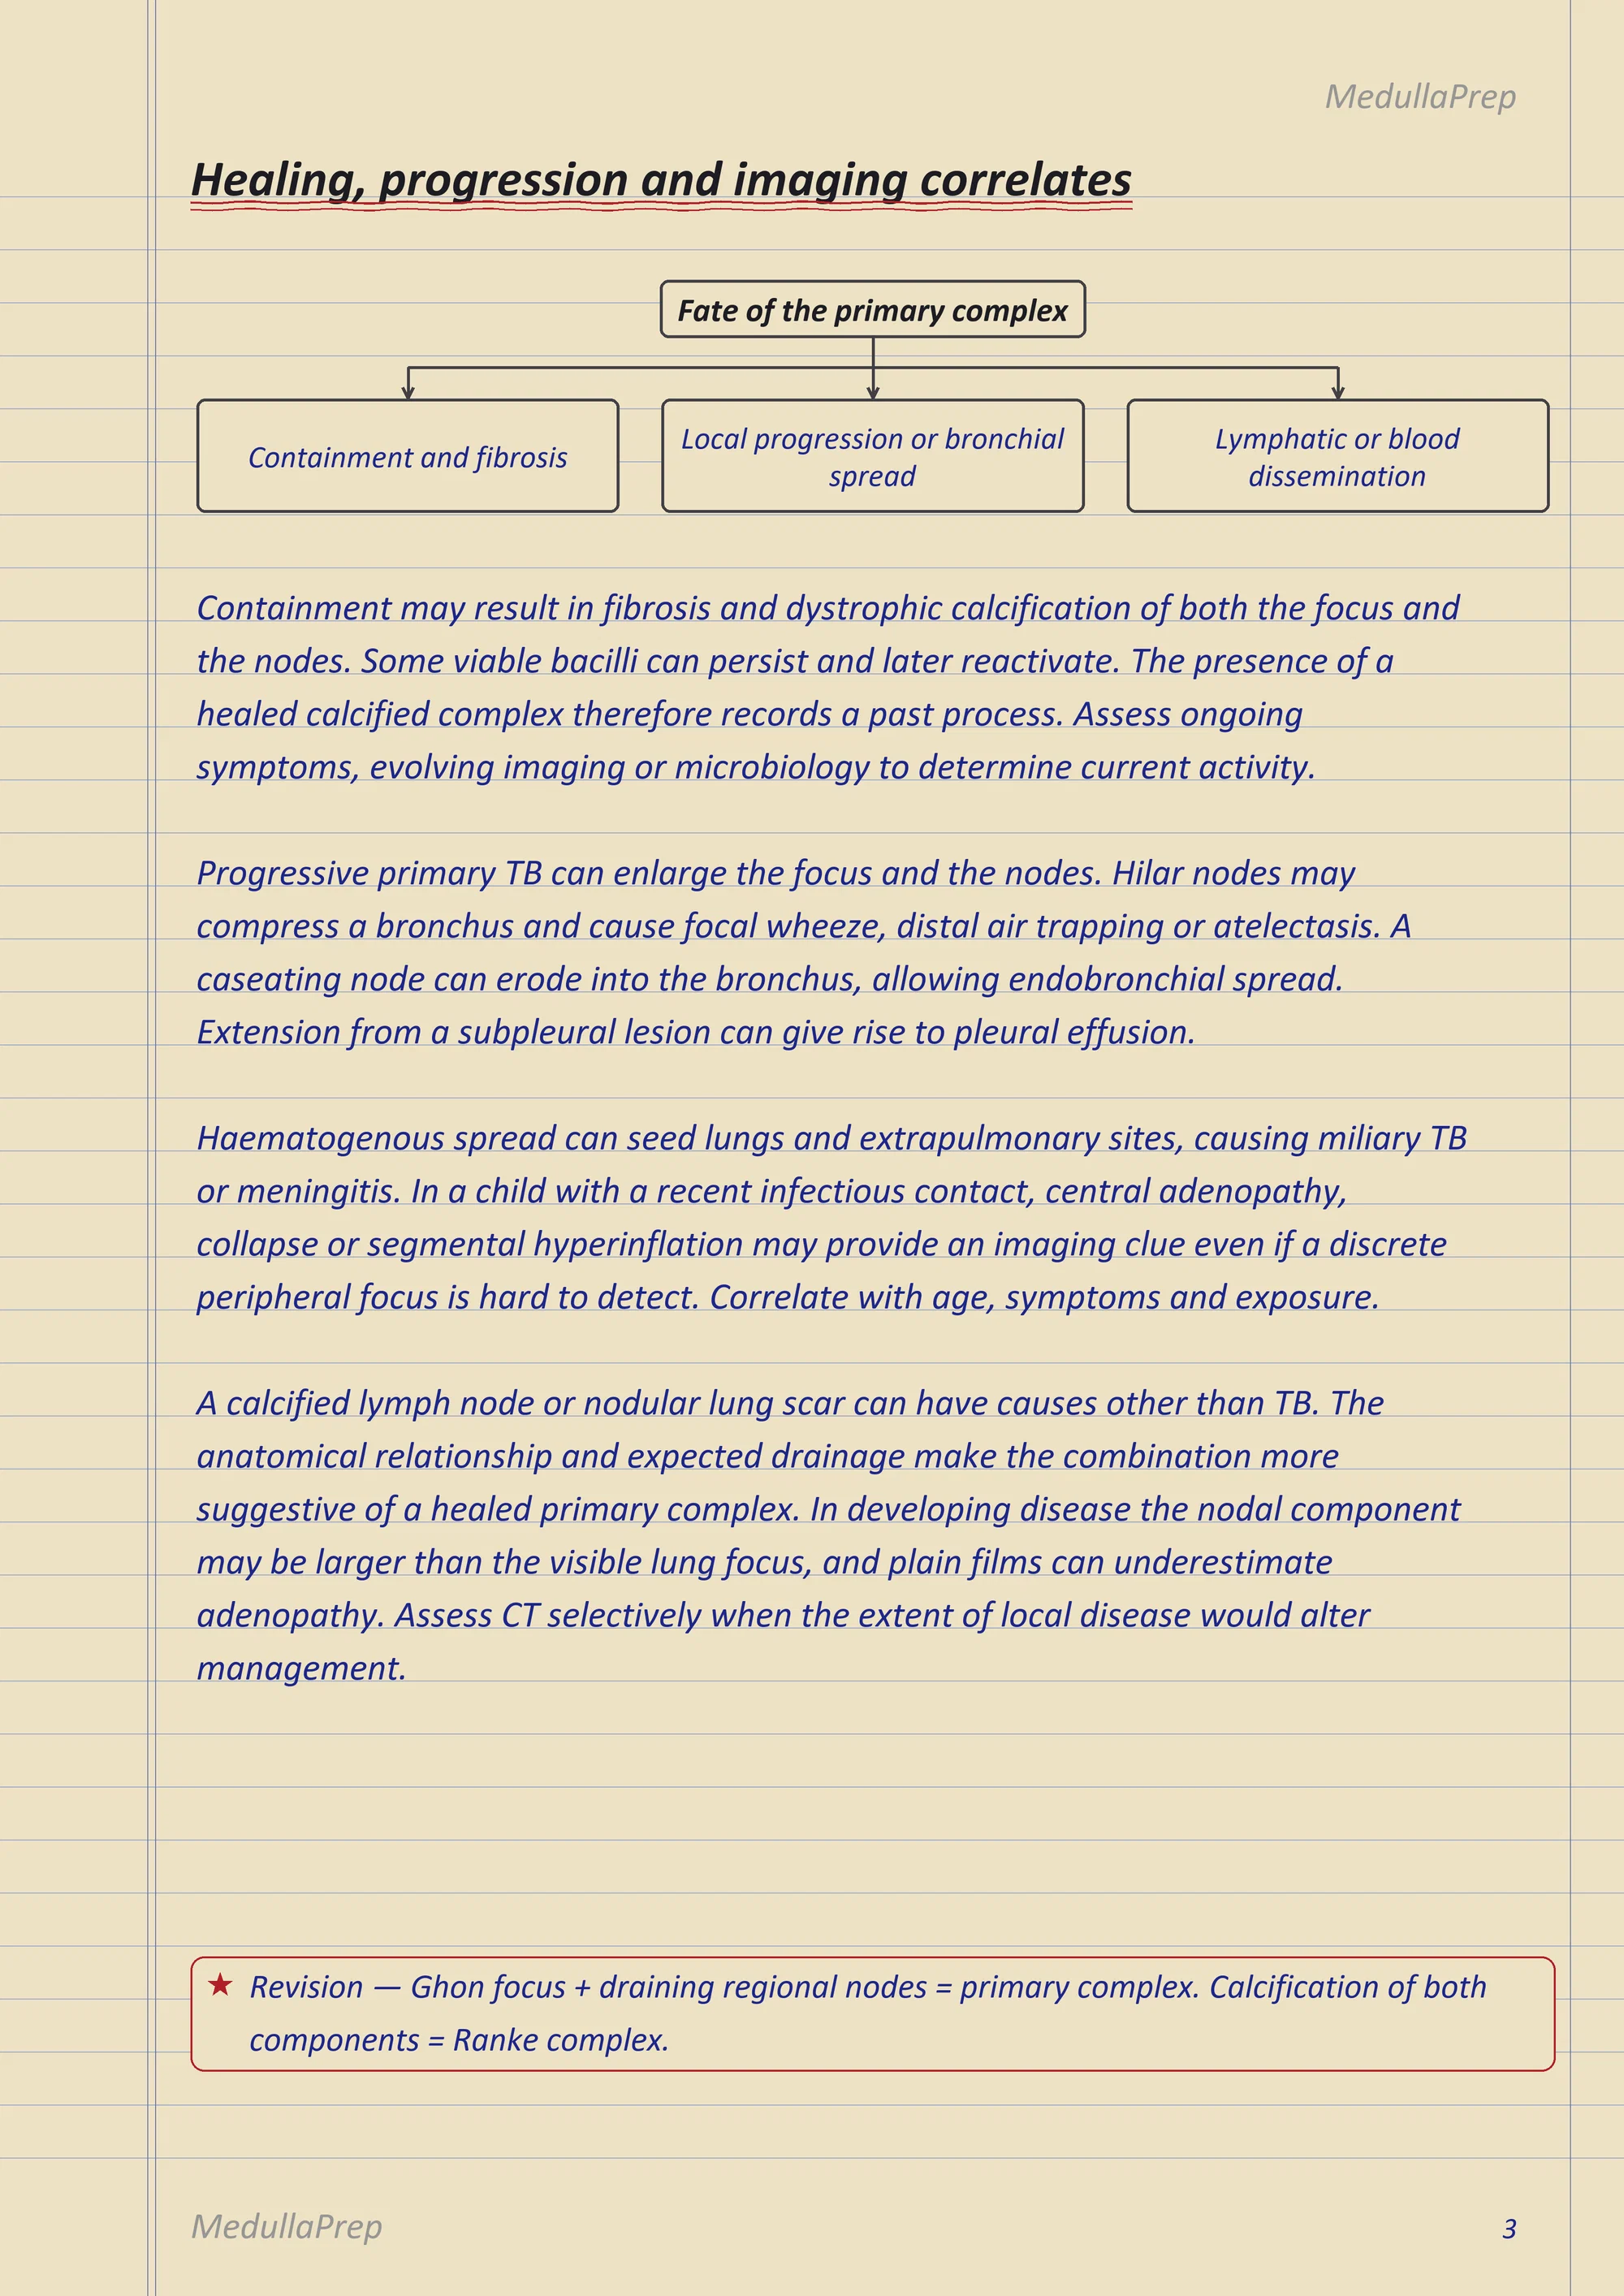 MedullaPrep
Healing, progression and imaging correlates
Fate of the primary complex
Containment and fibrosis
Local progression or bronchial
spread
Lymphatic or blood
dissemination
Containment may result in fibrosis and dystrophic calcification of both the focus and
the nodes. Some viable bacilli can persist and later reactivate. The presence of a
healed calcified complex therefore records a past process. Assess ongoing
symptoms, evolving imaging or microbiology to determine current activity.
Progressive primary TB can enlarge the focus and the nodes. Hilar nodes may
compress a bronchus and cause focal wheeze, distal air trapping or atelectasis. A
caseating node can erode into the bronchus, allowing endobronchial spread.
Extension from a subpleural lesion can give rise to pleural effusion.
Haematogenous spread can seed lungs and extrapulmonary sites, causing miliary TB
or meningitis. In a child with a recent infectious contact, central adenopathy,
collapse or segmental hyperinflation may provide an imaging clue even if a discrete
peripheral focus is hard to detect. Correlate with age, symptoms and exposure.
A calcified lymph node or nodular lung scar can have causes other than TB. The
anatomical relationship and expected drainage make the combination more
suggestive of a healed primary complex. In developing disease the nodal component
may be larger than the visible lung focus, and plain films can underestimate
adenopathy. Assess CT selectively when the extent of local disease would alter
management.
★ Revision — Ghon focus + draining regional nodes = primary complex. Calcification of both
components = Ranke complex.
MedullaPrep
3